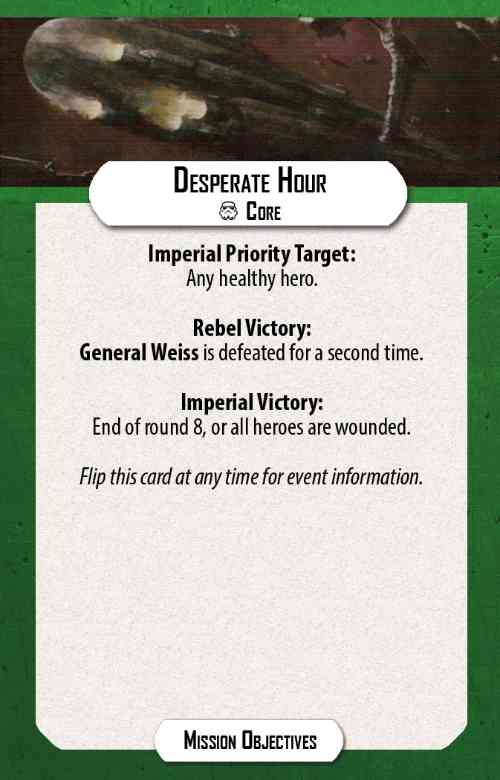 Desperate Hour
Core
Imperial Priority Target:
Any healthy hero.
Rebel Victory:
General Weiss is defeated for a second time.
Imperial Victory:
End of round 8, or all heroes are wounded.
Flip this card at any time for event information.
Mission Objectives